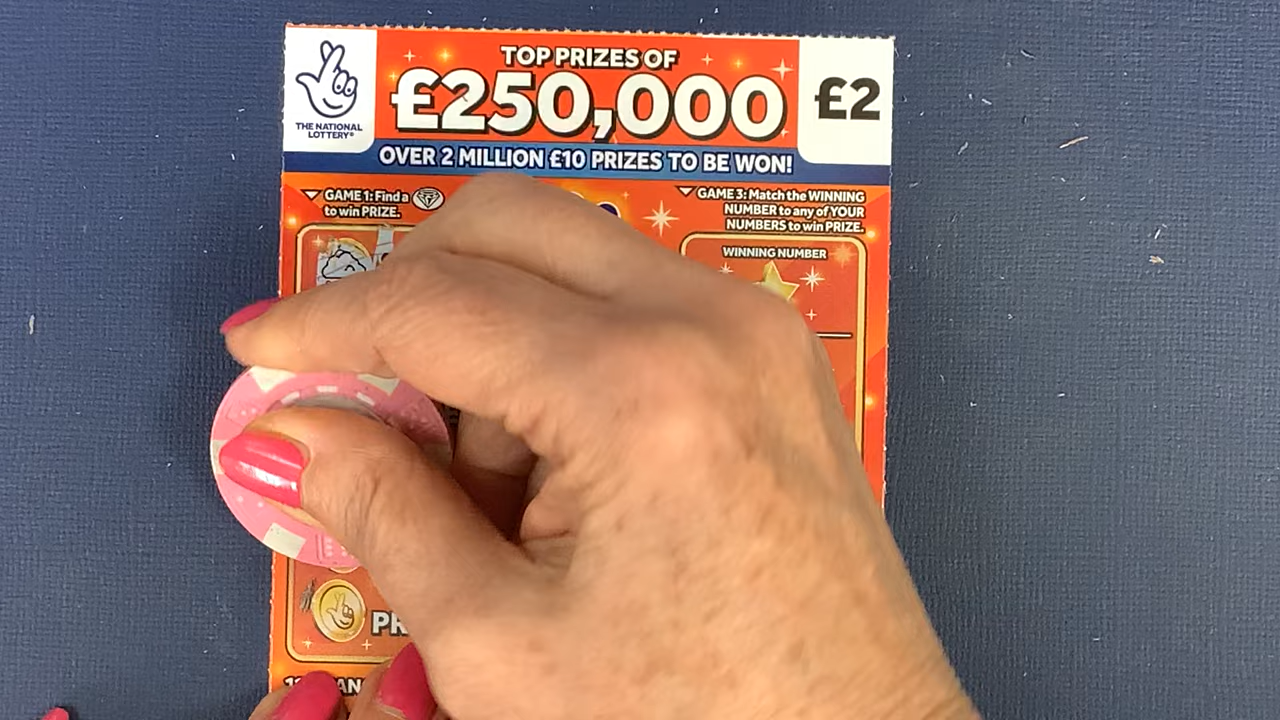 TOP PRIZES OF
£250,000
£2
THE NATIONAL
LOTTERY®
OVER 2 MILLION £10 PRIZES TO BE WON!
GAME 1: Find a
to win PRIZE.
GAME 3: Match the WINNING
NUMBER to any of YOUR
NUMBERS to win PRIZE.
WINNING NUMBER